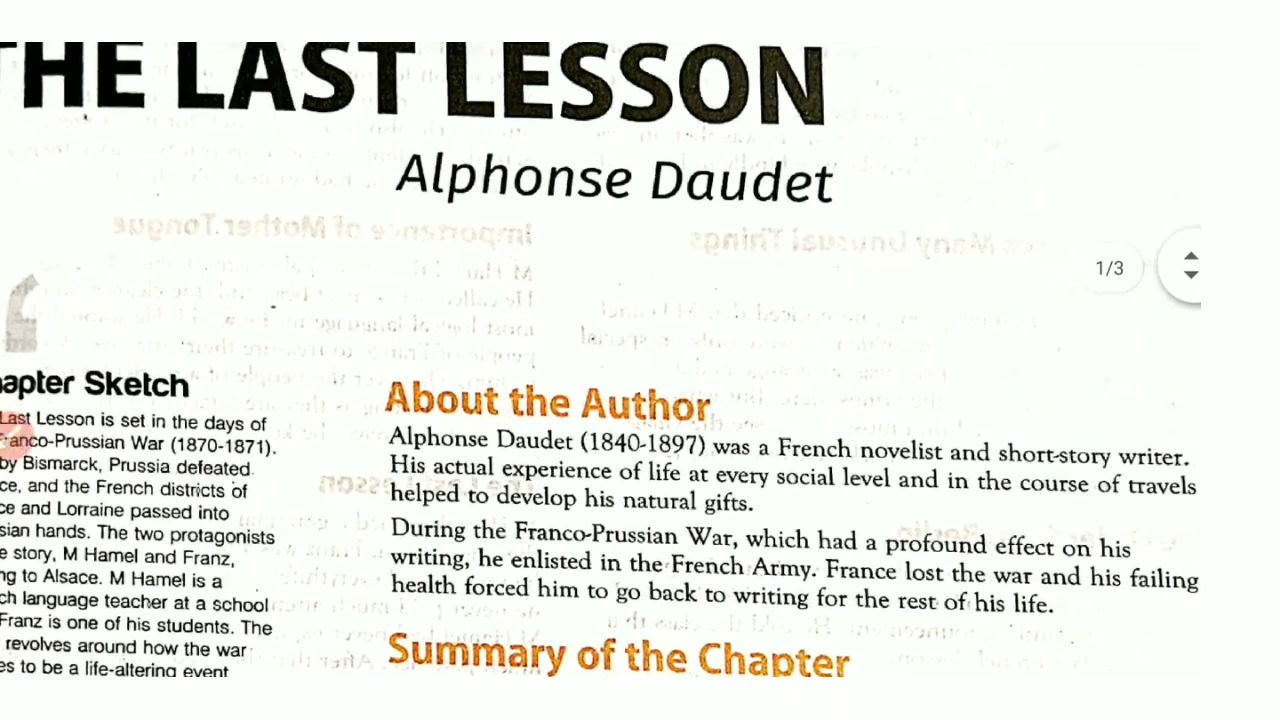 THE LAST LESSON
Alphonse Daudet
1/3
apter Sketch
Last Lesson is set in the days of
Franco-Prussian War (1870-1871).
by Bismarck, Prussia defeated
ce, and the French districts of
ce and Lorraine passed into
sian hands. The two protagonists
e story, M Hamel and Franz,
ng to Alsace. M Hamel is a
ch language teacher at a school
Franz is one of his students. The
revolves around how the war
es to be a life-altering event
About the Author
Alphonse Daudet (1840-1897) was a French novelist and short-story writer.
His actual experience of life at every social level and in the course of travels
helped to develop his natural gifts.
During the Franco-Prussian War, which had a profound effect on his
writing, he enlisted in the French Army. France lost the war and his failing
health forced him to go back to writing for the rest of his life.
Summary of the Chapter